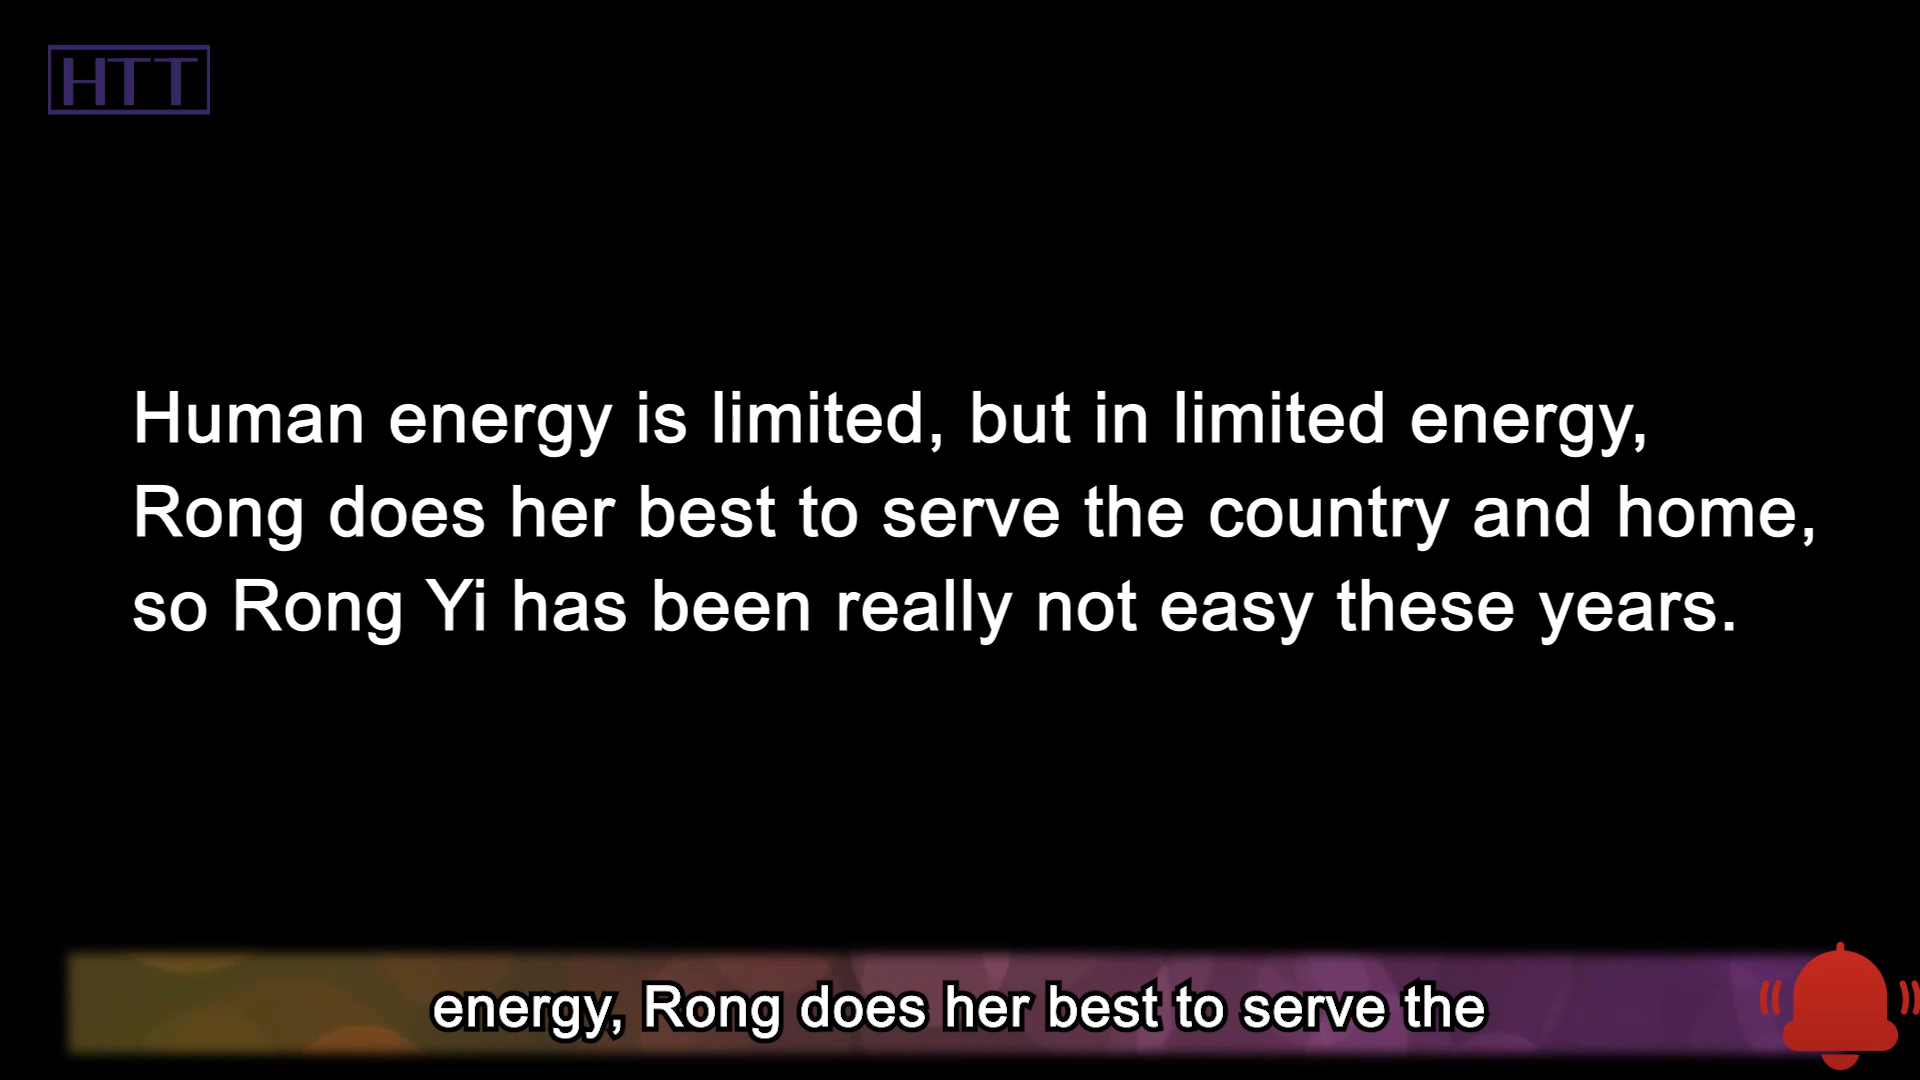 HTT
Human energy is limited, but in limited energy,
Rong does her best to serve the country and home,
so Rong Yi has been really not easy these years.
energy, Rong does her best to serve the